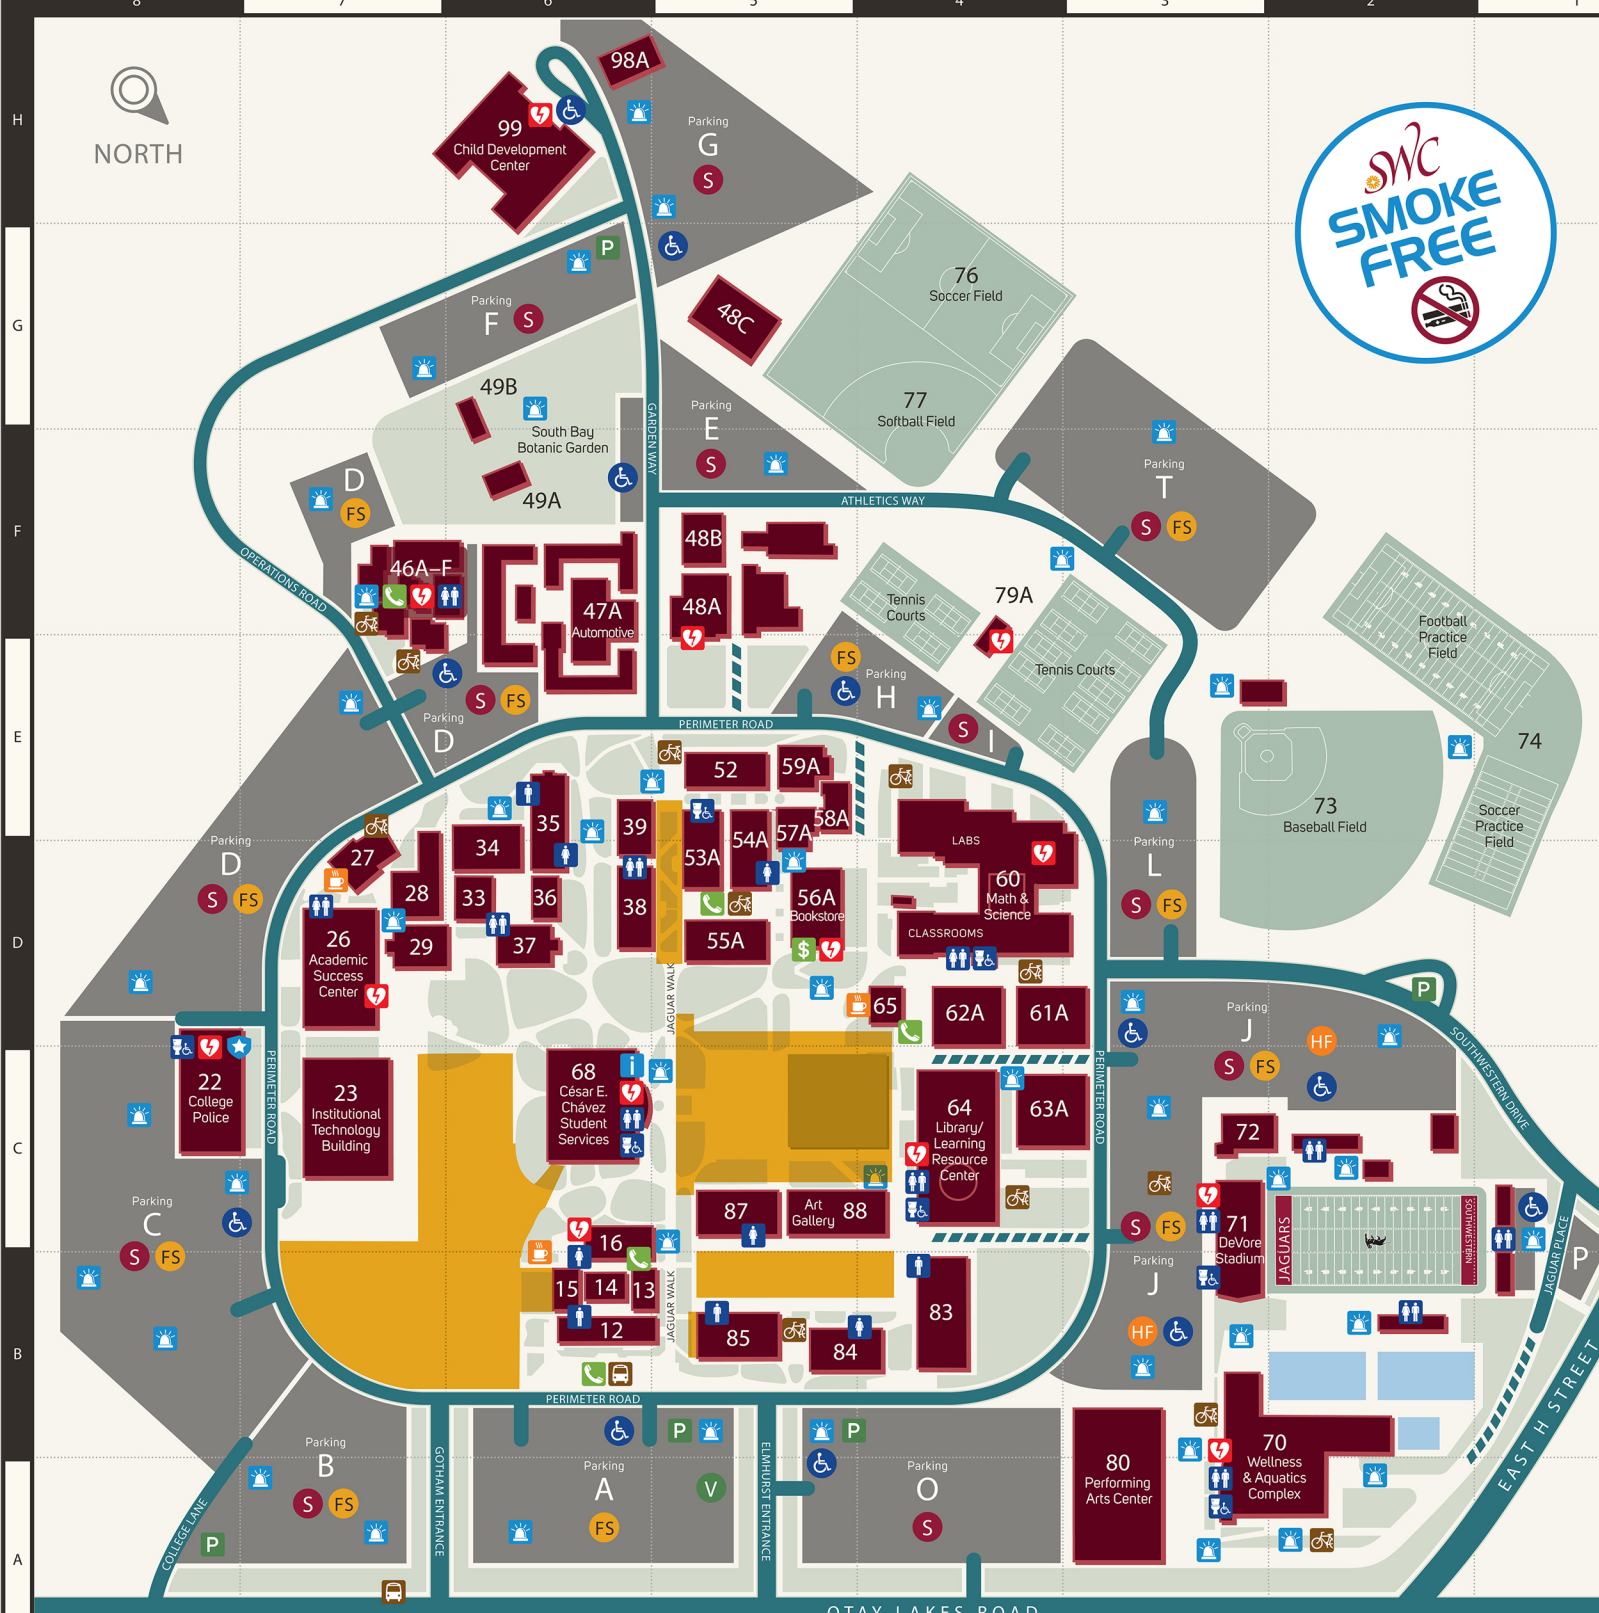 8 7 6 5 4 3 2 1
H
G
F
E
D
C
B
A
NORTH
SWC
SMOKE
FREE
98A
99
Child Development
Center
Parking
G
S
P
Parking
F
S
48C
76
Soccer Field
77
Softball Field
49B
South Bay
Botanic Garden
49A
GARDEN WAY
Parking
E
S
ATHLETICS WAY
Parking
T
S FS
D
FS
OPERATIONS ROAD
46A–F
47A
Automotive
48B
48A
Tennis
Courts
79A
Tennis Courts
Football
Practice
Field
74
Soccer
Practice
Field
73
Baseball Field
FS
Parking
H
S
I
S FS
Parking
D
PERIMETER ROAD
52
59A
58A
57A
54A
53A
56A
Bookstore
$
55A
35
34
39
38
33
36
37
27
28
29
26
Academic
Success
Center
Parking
D
S FS
LABS
60
Math &
Science
CLASSROOMS
Parking
L
S FS
65
62A
61A
JAGUAR WALK
P
SOUTHWESTERN DRIVE
Parking
J
HF
S FS
PERIMETER ROAD
22
College
Police
23
Institutional
Technology
Building
68
César E.
Chávez
Student
Services
i
64
Library/
Learning
Resource
Center
63A
PERIMETER ROAD
72
71
DeVore
Stadium
JAGUARS
SOUTHWESTERN
JAGUAR PLACE
P
Parking
C
S FS
87
Art
Gallery 88
16
15
14
13
12
JAGUAR WALK
85
84
83
S FS
Parking
J
HF
PERIMETER ROAD
Parking
B
S FS
P
COLLEGE LANE
GOTHAM ENTRANCE
P
Parking
A
V
FS
ELMHURST ENTRANCE
P
Parking
O
S
80
Performing
Arts Center
70
Wellness
& Aquatics
Complex
EAST H STREET
OTAY LAKES ROAD